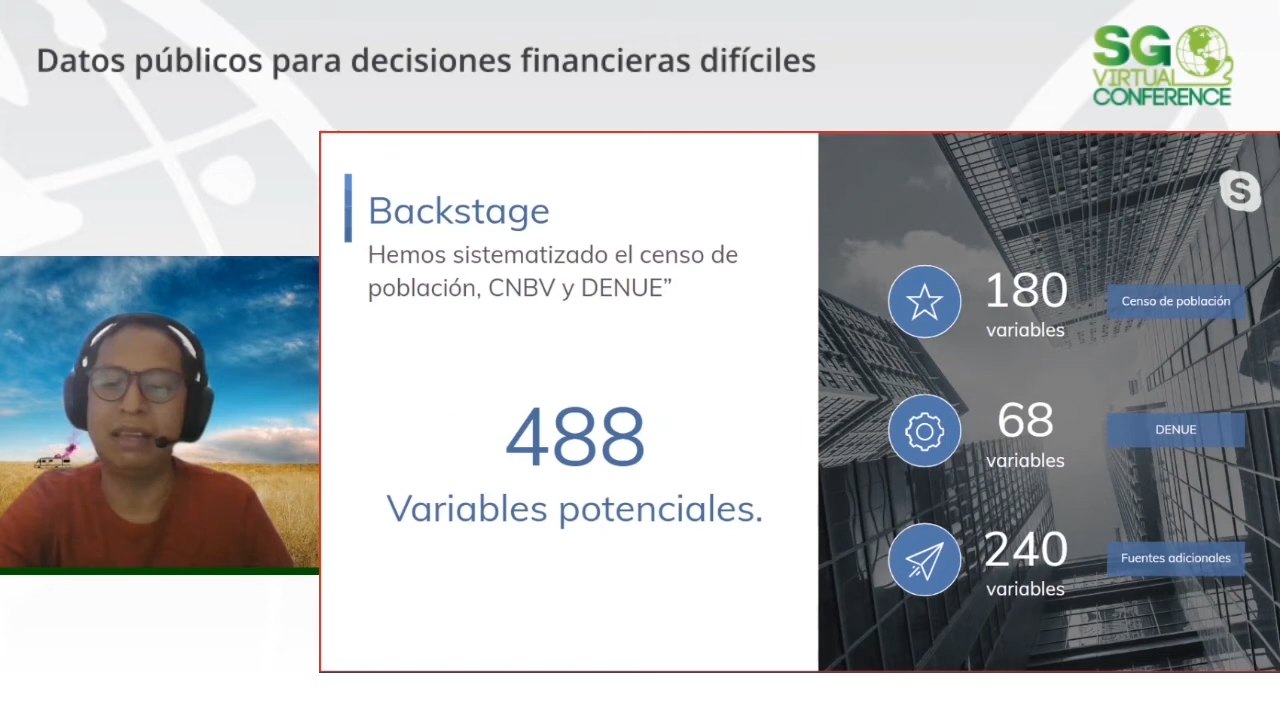 Datos públicos para decisiones financieras difíciles
SG
VIRTUAL
CONFERENCE
Backstage
Hemos sistematizado el censo de
población, CNBV y DENUE”
488
Variables potenciales.
S
180
variables
Censo de población
68
variables
DENUE
240
variables
Fuentes adicionales